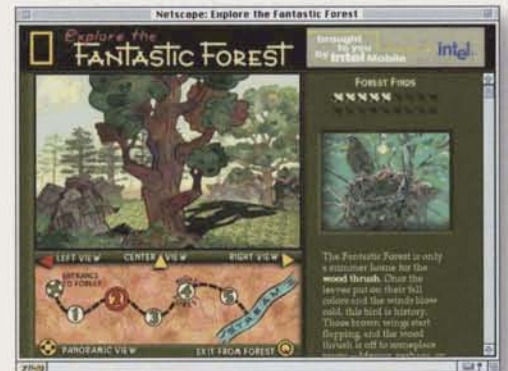 Netscape: Explore the Fantastic Forest
Explore the
FANTASTIC FOREST
brought
to you
By Intel Mobile
intel.
FOREST FINDS
LEFT VIEW
CENTER VIEW
RIGHT VIEW
ENTRANCE
TO FOREST
1
2
3
4
5
STREAM
PANORAMIC VIEW
EXIT FROM FOREST
The Fantastic Forest is only
a summer home for the
wood thrush. Once the
leaves put on their fall
colors and the winds blow
cold, this bird is history.
Those brown wings start
flapping, and the wood
thrush is off to someplace